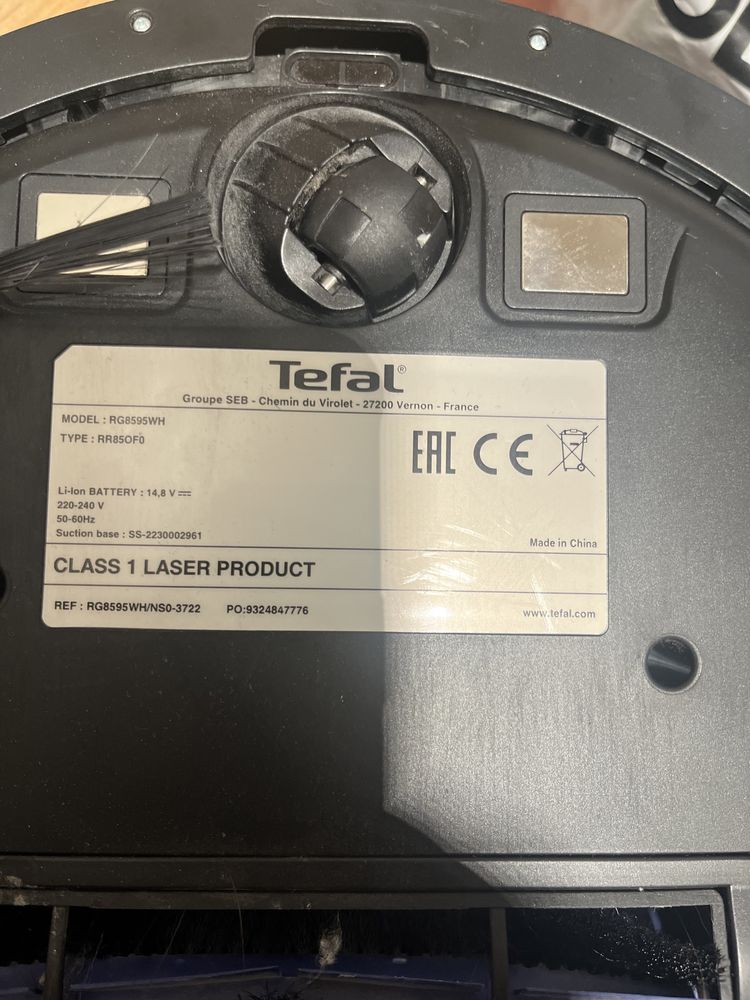 Tefal®
Groupe SEB - Chemin du Virolet - 27200 Vernon - France
MODEL : RG8595WH
TYPE : RR85OF0
EAC CE
Li-Ion BATTERY : 14,8 V
220-240 V
50-60Hz
Suction base : SS-2230002961
Made in China
CLASS 1 LASER PRODUCT
REF : RG8595WH/NS0-3722 PO:9324847776
www.tefal.com